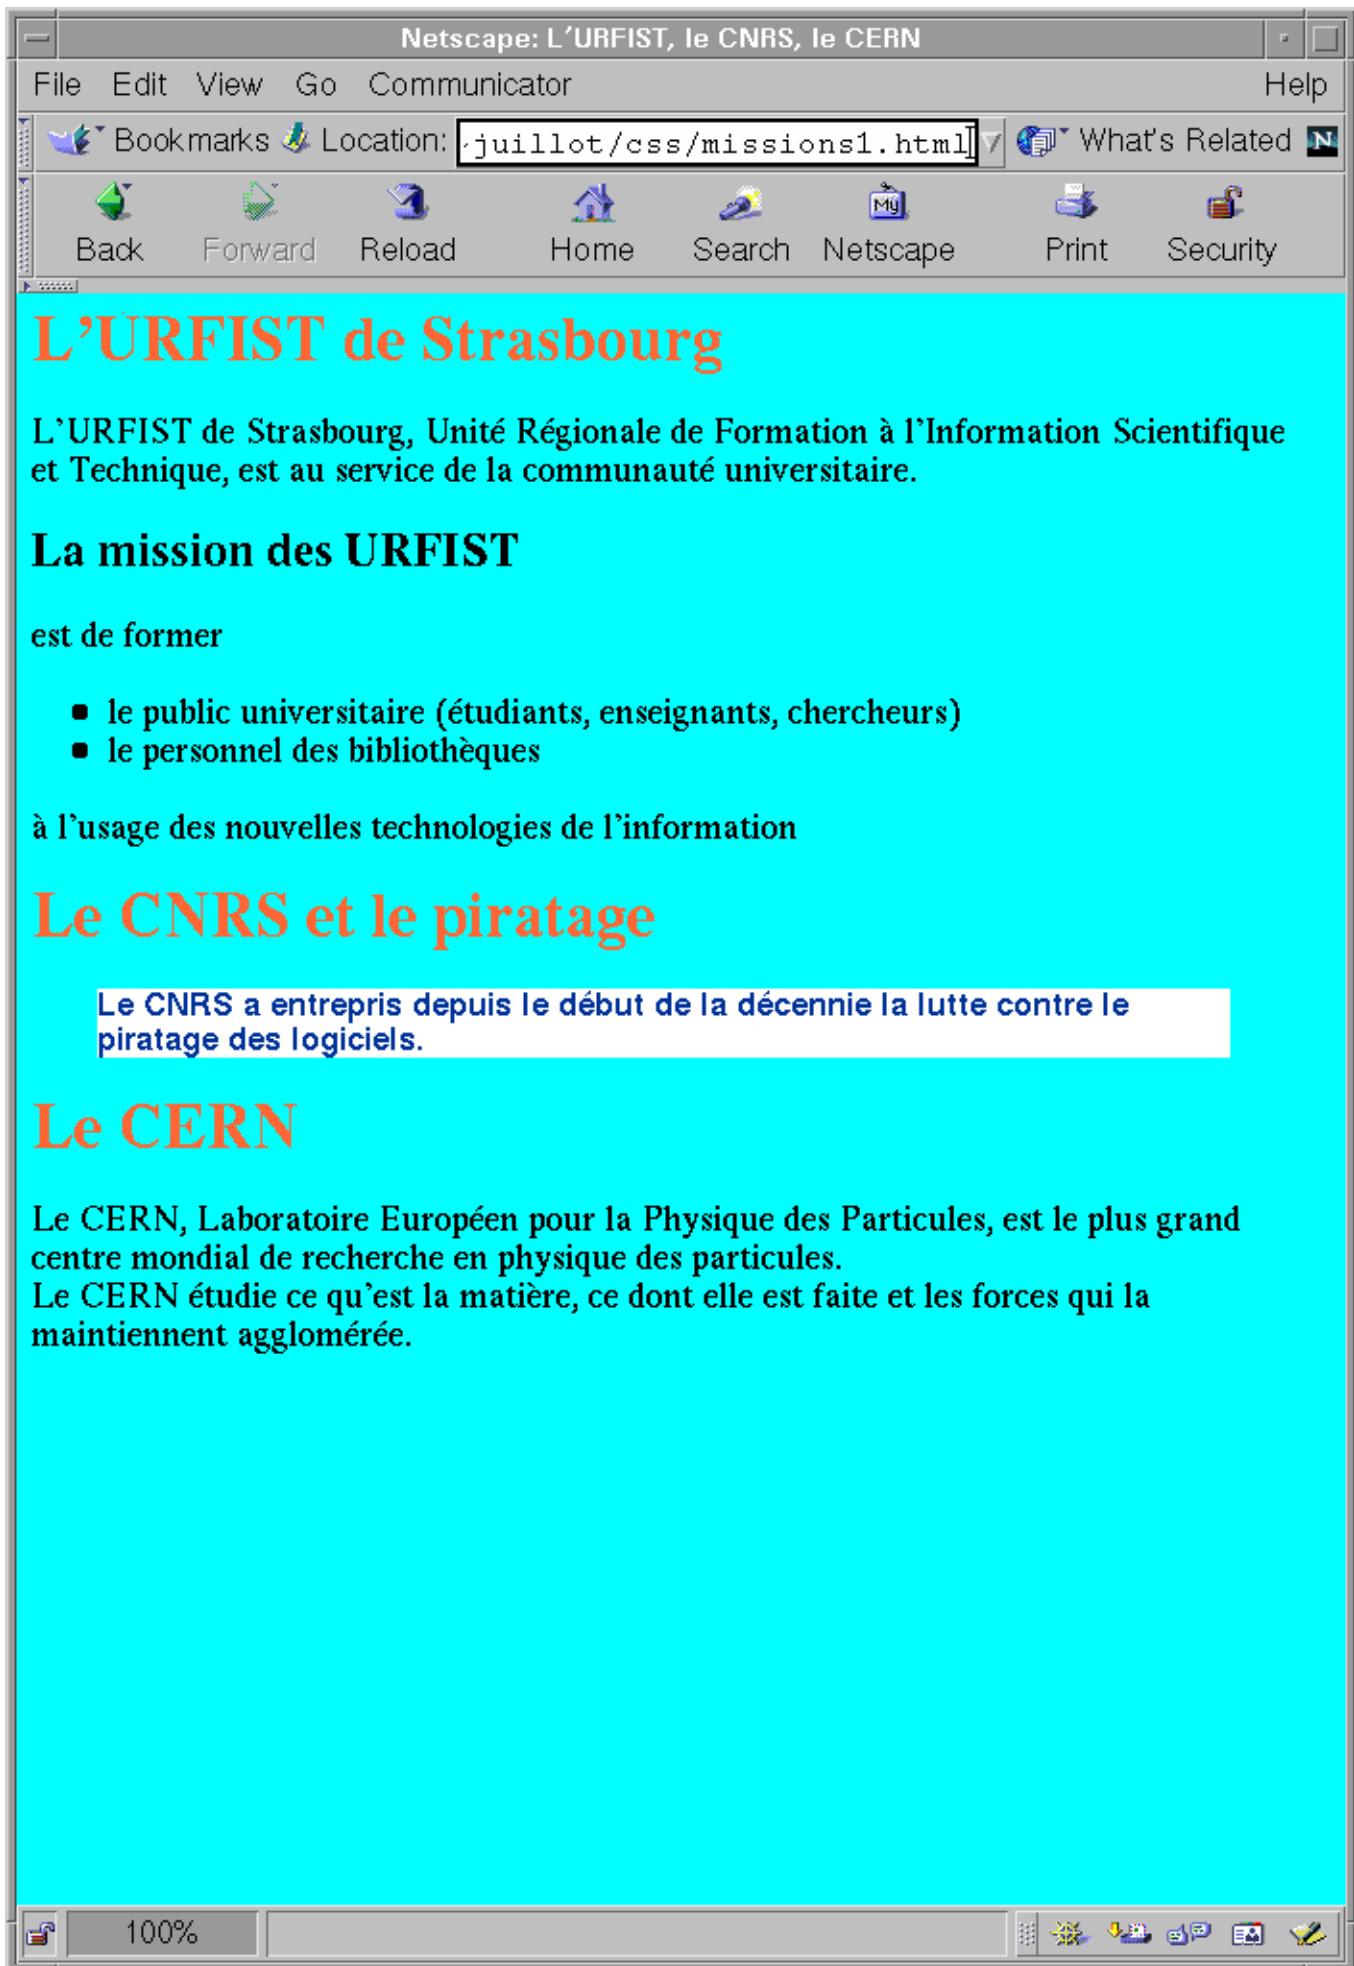 Netscape: L'URFIST, le CNRS, le CERN
File Edit View Go Communicator Help
Bookmarks Location: juillot/css/missions1.html What's Related N
My
Back Forward Reload Home Search Netscape Print Security
L'URFIST de Strasbourg
L'URFIST de Strasbourg, Unité Régionale de Formation à l'Information Scientifique
et Technique, est au service de la communauté universitaire.
La mission des URFIST
est de former
le public universitaire (étudiants, enseignants, chercheurs)
le personnel des bibliothèques
à l'usage des nouvelles technologies de l'information
Le CNRS et le piratage
Le CNRS a entrepris depuis le début de la décennie la lutte contre le
piratage des logiciels.
Le CERN
Le CERN, Laboratoire Européen pour la Physique des Particules, est le plus grand
centre mondial de recherche en physique des particules.
Le CERN étudie ce qu'est la matière, ce dont elle est faite et les forces qui la
maintiennent agglomérée.
100%